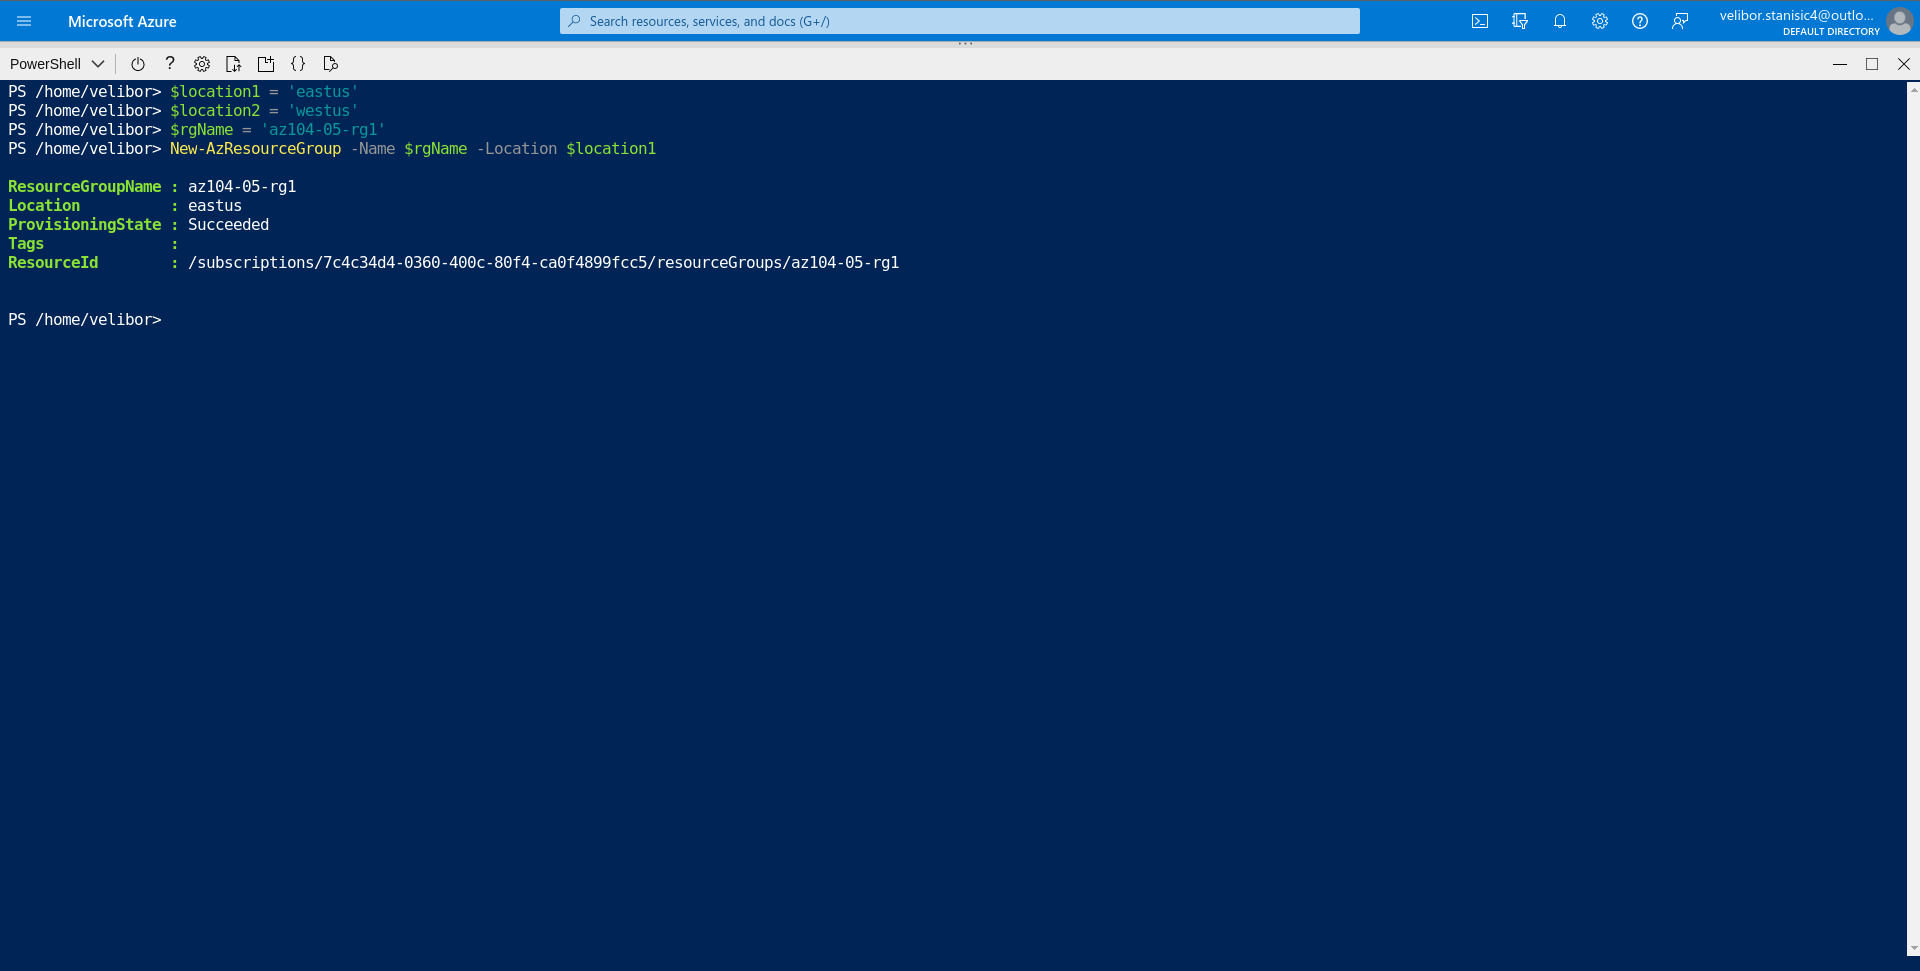 Microsoft Azure
Search resources, services, and docs (G+/)
velibor.stanisic4@outlo...
DEFAULT DIRECTORY
PowerShell
PS /home/velibor> $location1 = 'eastus'
PS /home/velibor> $location2 = 'westus'
PS /home/velibor> $rgName = 'az104-05-rg1'
PS /home/velibor> New-AzResourceGroup -Name $rgName -Location $location1
ResourceGroupName : az104-05-rg1
Location          : eastus
ProvisioningState : Succeeded
Tags              :
ResourceId        : /subscriptions/7c4c34d4-0360-400c-80f4-ca0f4899fcc5/resourceGroups/az104-05-rg1
PS /home/velibor>